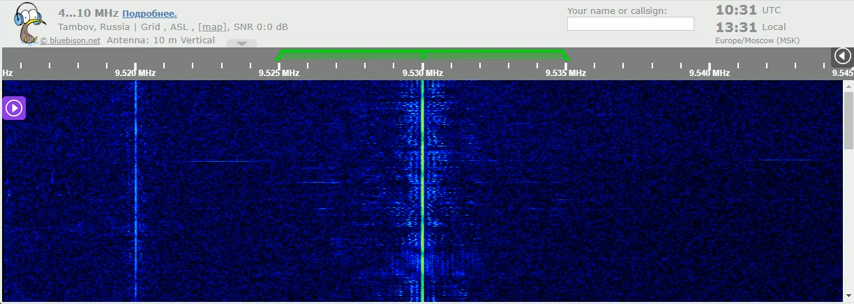 4...10 MHz Подробнее.
Tambov, Russia | Grid , ASL , [map], SNR 0:0 dB
© bluebison.net Antenna: 10 m Vertical
Your name or callsign:
10:31 UTC
13:31 Local
Europe/Moscow (MSK)
Hz 9.520 MHz 9.525 MHz 9.530 MHz 9.535 MHz 9.540 MHz 9.545